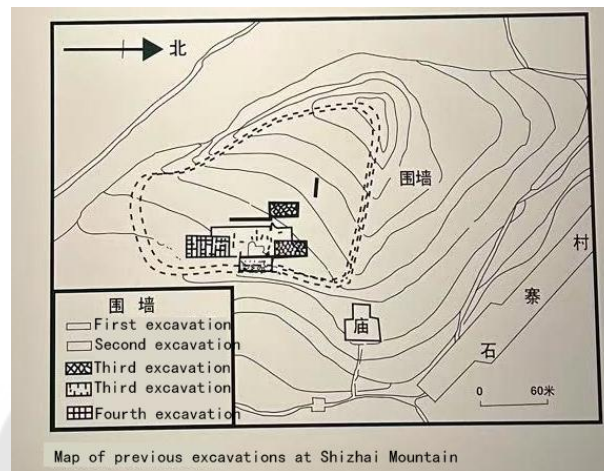 北
围墙
村
寨
石
庙
0 60米
围 墙
First excavation
Second excavation
Third excavation
Third excavation
Fourth excavation
Map of previous excavations at Shizhai Mountain